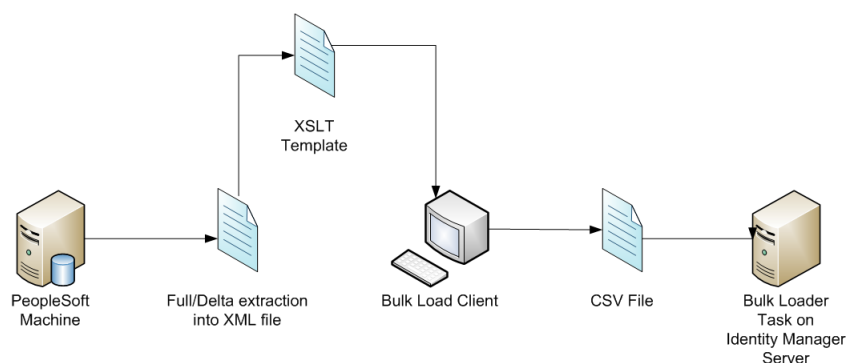 XSLT
Template
PeopleSoft
Machine
Full/Delta extraction
into XML file
Bulk Load Client
CSV File
Bulk Loader
Task on
Identity Manager
Server